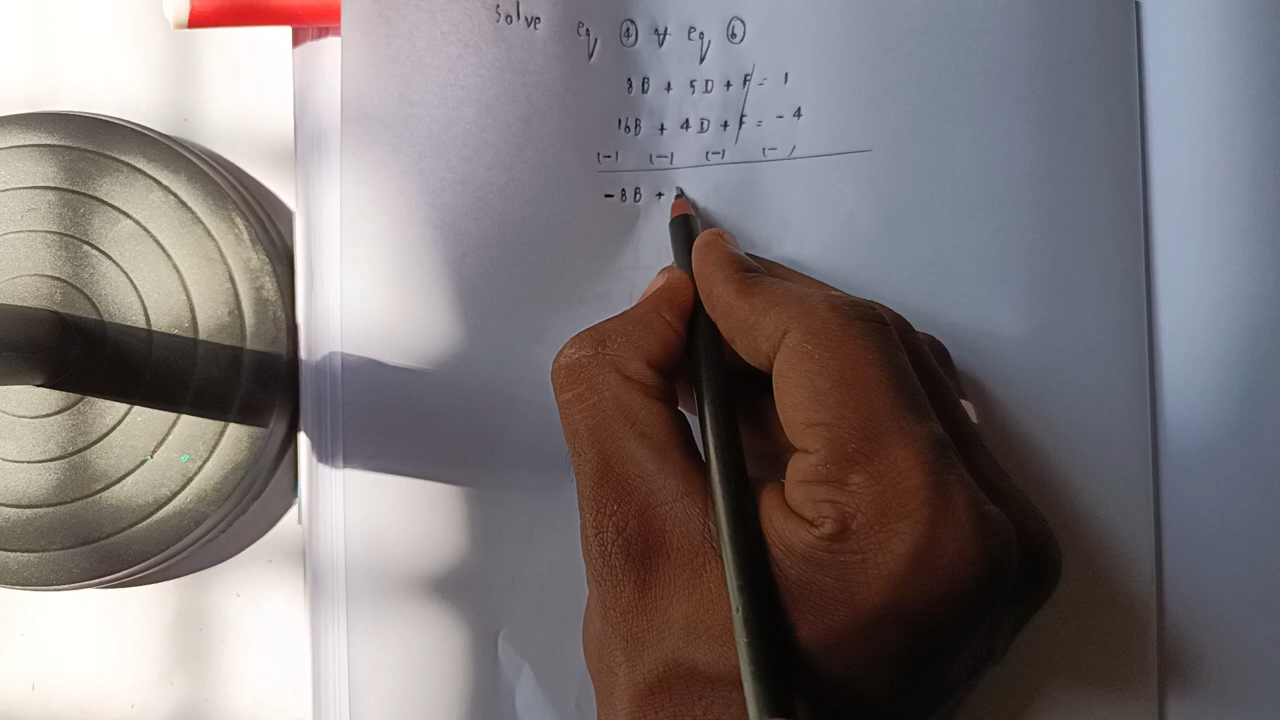 solve eq ④ & eq ⑥
8B + 5D + F = 1
16B + 4D + F = -4
(-) (-) (-) (-)
-8B +